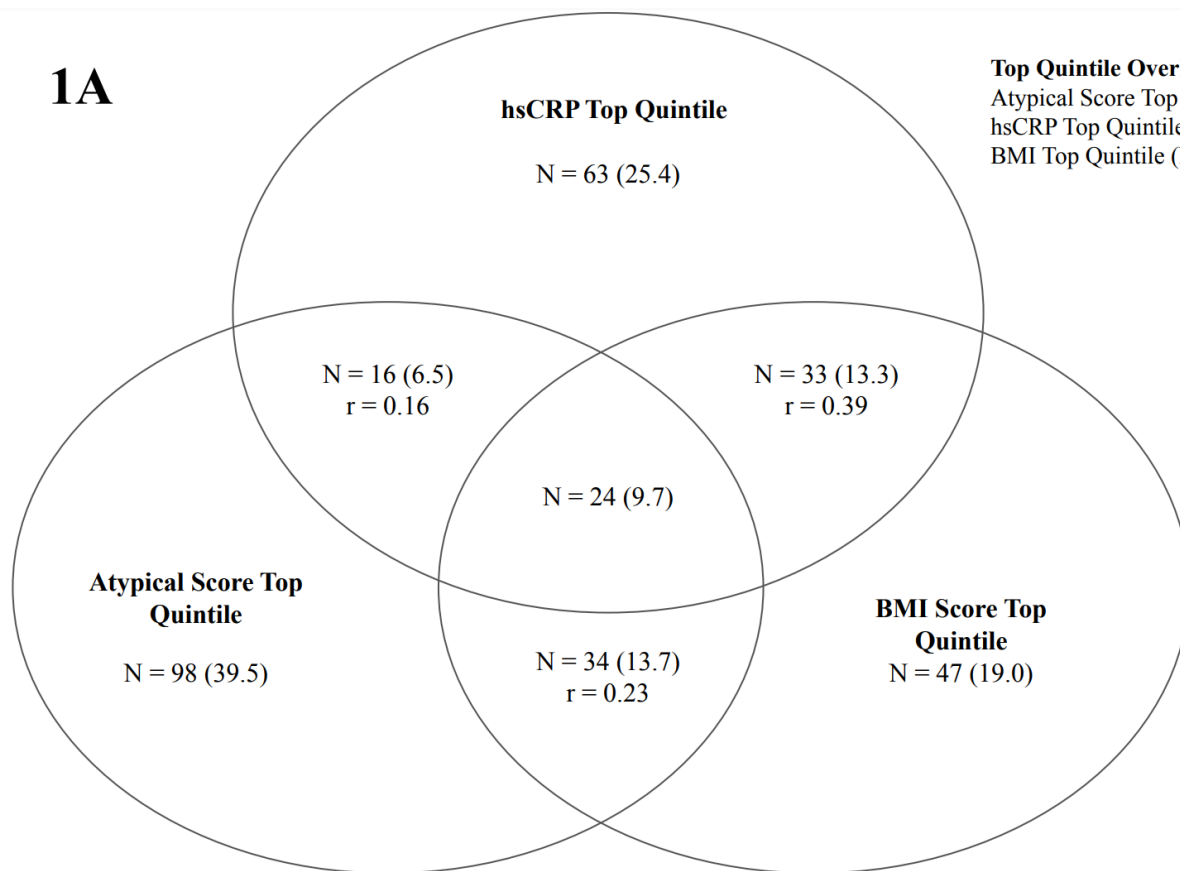 1A
Top Quintile Over
Atypical Score Top
hsCRP Top Quintile
BMI Top Quintile (
hsCRP Top Quintile
N = 63 (25.4)
N = 16 (6.5)
r = 0.16
N = 33 (13.3)
r = 0.39
N = 24 (9.7)
Atypical Score Top
Quintile
N = 98 (39.5)
N = 34 (13.7)
r = 0.23
BMI Score Top
Quintile
N = 47 (19.0)